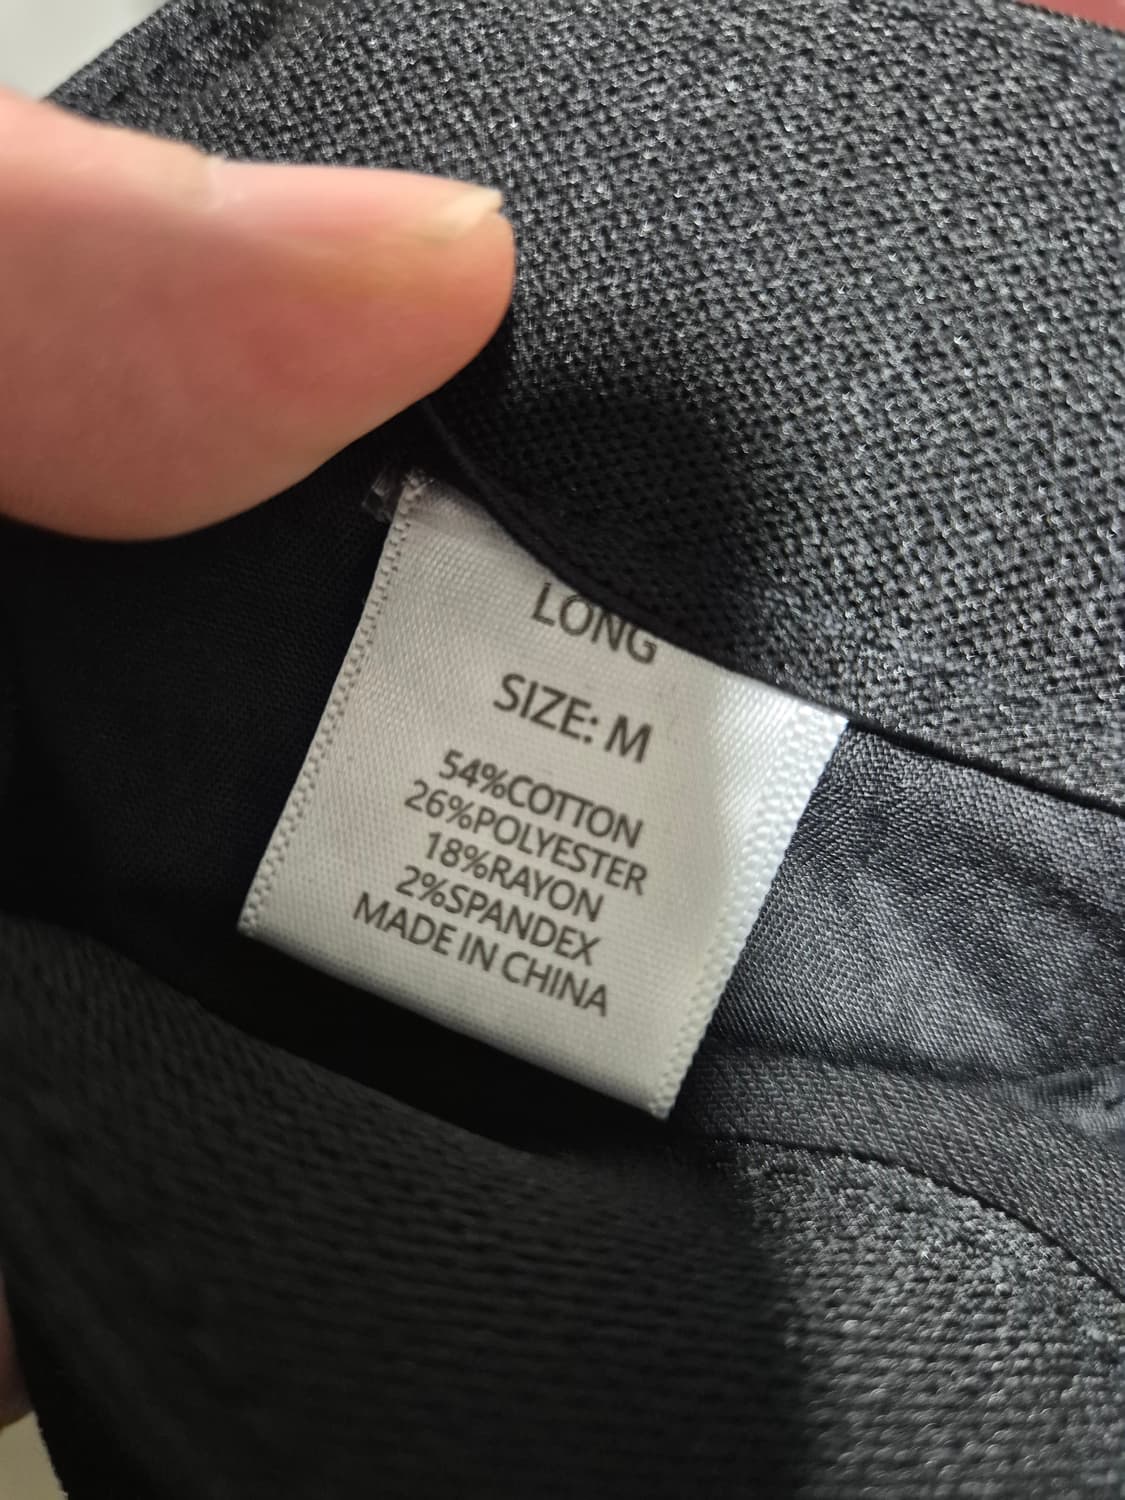 LONG
SIZE: M
54%COTTON
26%POLYESTER
18%RAYON
2%SPANDEX
MADE IN CHINA